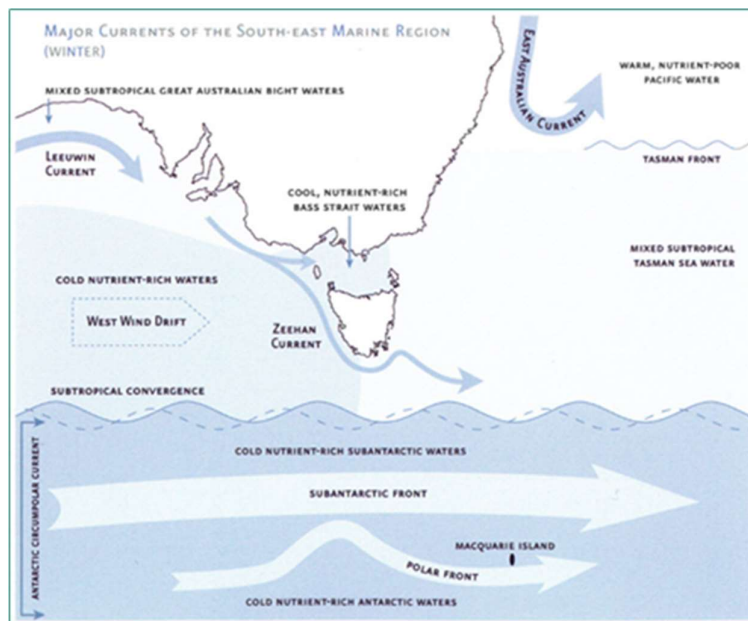 MAJOR CURRENTS OF THE SOUTH-EAST MARINE REGION
(WINTER)
MIXED SUBTROPICAL GREAT AUSTRALIAN BIGHT WATERS
LEEUWIN
CURRENT
EAST AUSTRALIAN CURRENT
WARM, NUTRIENT-POOR
PACIFIC WATER
TASMAN FRONT
COOL, NUTRIENT-RICH
BASS STRAIT WATERS
MIXED SUBTROPICAL
TASMAN SEA WATER
COLD NUTRIENT-RICH WATERS
WEST WIND DRIFT
ZEEHAN
CURRENT
SUBTROPICAL CONVERGENCE
ANTARCTIC CIRCUMPOLAR CURRENT
COLD NUTRIENT-RICH SUBANTARCTIC WATERS
SUBANTARCTIC FRONT
MACQUARIE ISLAND
POLAR FRONT
COLD NUTRIENT-RICH ANTARCTIC WATERS